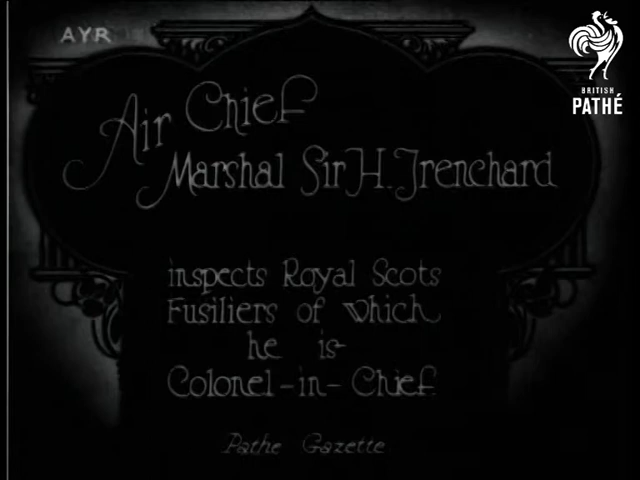 AYR
BRITISH
PATHÉ
Air Chief
Marshal Sir H. Trenchard
inspects Royal Scots
Fusiliers of which
he is
Colonel-in-Chief.
Pathe Gazette